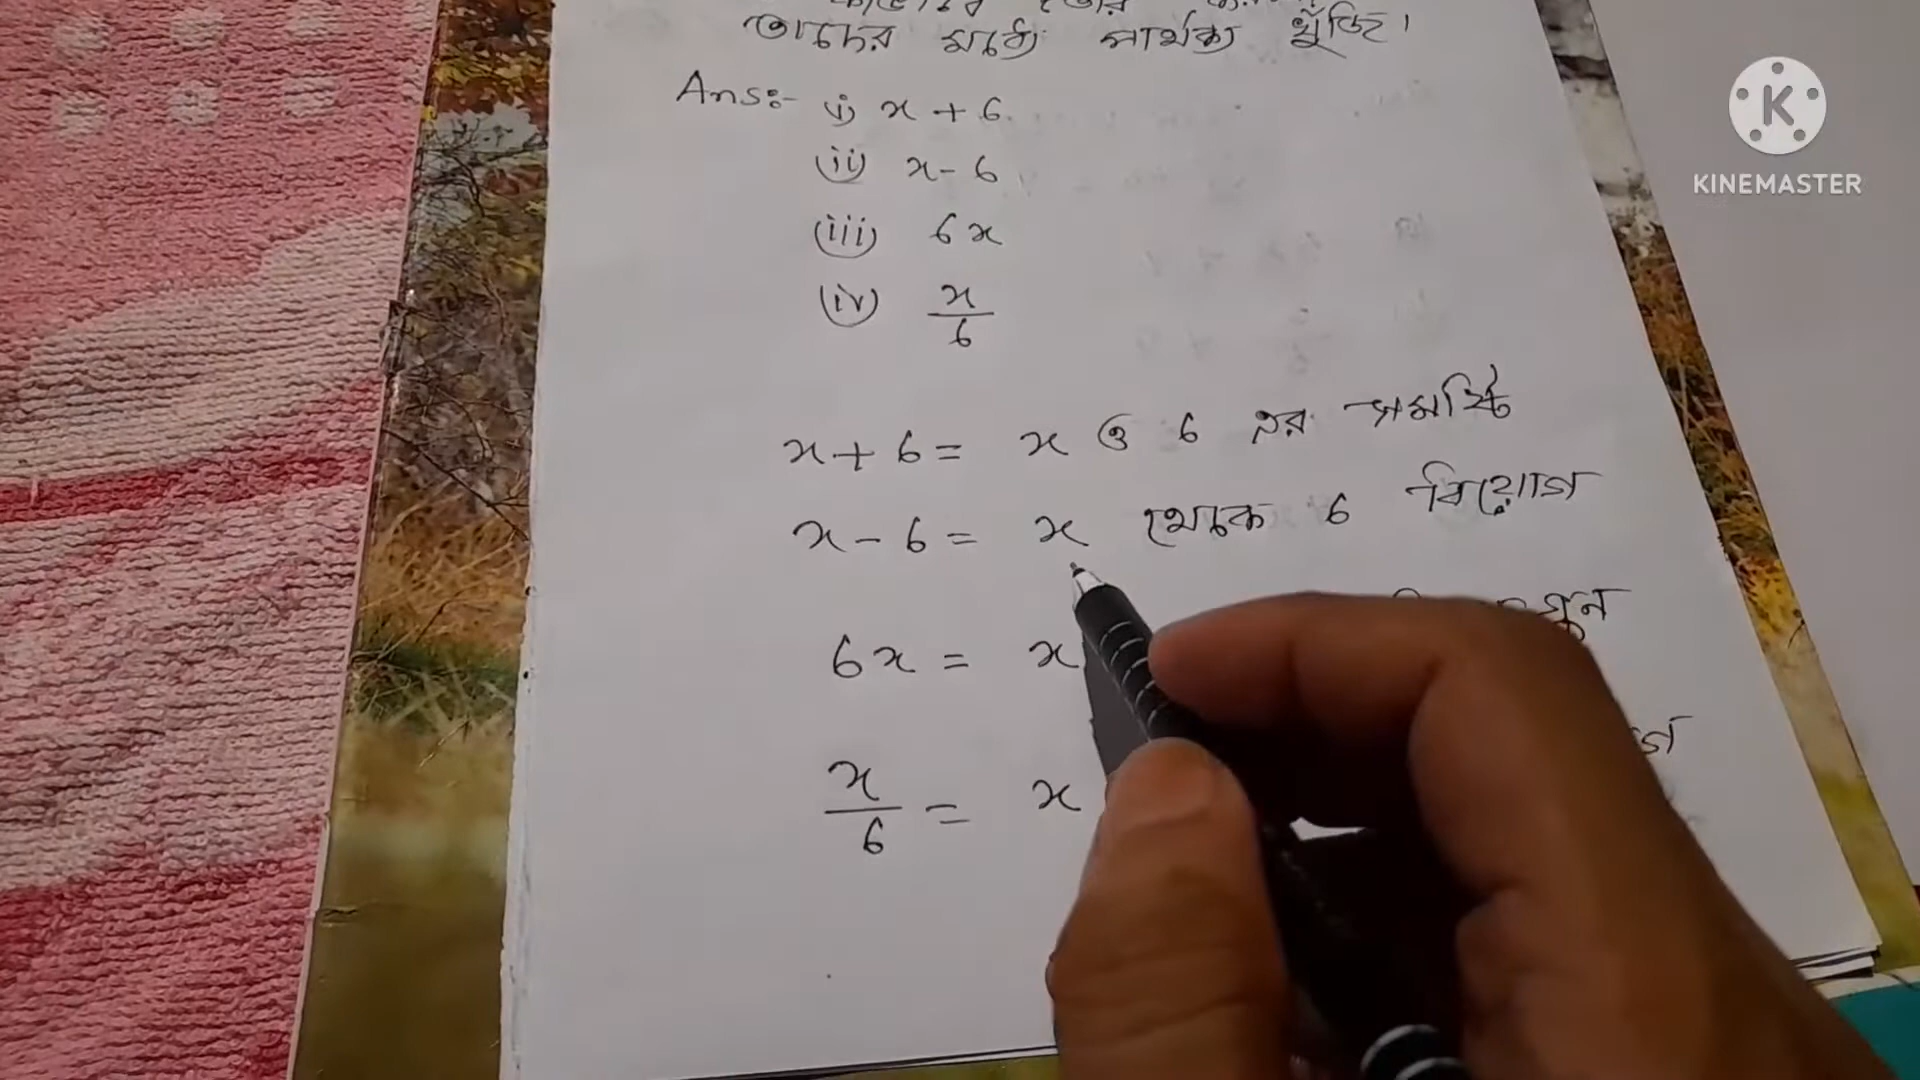 তাদের মধ্যে পার্থক্য খুঁজি।
Ans:- (i) x + 6
(ii) x - 6
(iii) 6x
(iv) x/6
x + 6 = x ও 6 এর সমষ্টি
x - 6 = x থেকে 6 বিয়োগ
6x = x
x/6 = x
K
KINEMASTER